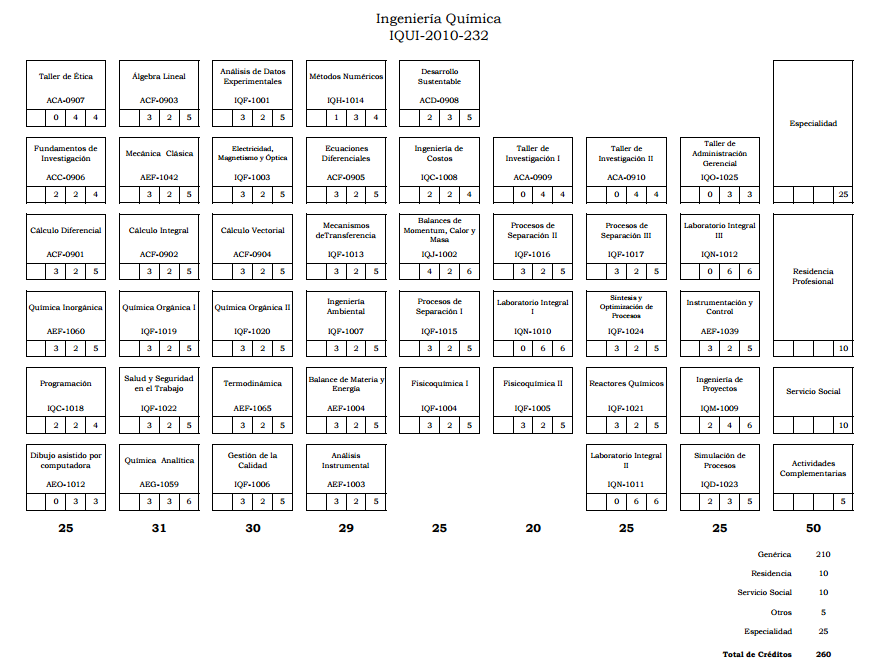 Ingeniería Química
IQUI-2010-232
Taller de Ética
ACA-0907
0 4 4
Álgebra Lineal
ACF-0903
3 2 5
Análisis de Datos
Experimentales
IQF-1001
3 2 5
Métodos Numéricos
IQH-1014
1 3 4
Desarrollo
Sustentable
ACD-0908
2 3 5
Especialidad
25
Fundamentos de
Investigación
ACC-0906
2 2 4
Mecánica Clásica
AEF-1042
3 2 5
Electricidad,
Magnetismo y Óptica
IQF-1003
3 2 5
Ecuaciones
Diferenciales
ACF-0905
3 2 5
Ingeniería de
Costos
IQC-1008
2 2 4
Taller de
Investigación I
ACA-0909
0 4 4
Taller de
Investigación II
ACA-0910
0 4 4
Taller de
Administración
Gerencial
IQO-1025
0 3 3
Cálculo Diferencial
ACF-0901
3 2 5
Cálculo Integral
ACF-0902
3 2 5
Cálculo Vectorial
ACF-0904
3 2 5
Mecanismos
deTransferencia
IQF-1013
3 2 5
Balances de
Momentum, Calor y
Masa
IQJ-1002
4 2 6
Procesos de
Separación II
IQF-1016
3 2 5
Procesos de
Separación III
IQF-1017
3 2 5
Laboratorio Integral
III
IQN-1012
0 6 6
Residencia
Profesional
10
Química Inorgánica
AEF-1060
3 2 5
Química Orgánica I
IQF-1019
3 2 5
Química Orgánica II
IQF-1020
3 2 5
Ingeniería
Ambiental
IQF-1007
3 2 5
Procesos de
Separación I
IQF-1015
3 2 5
Laboratorio Integral
I
IQN-1010
0 6 6
Síntesis y
Optimización de
Procesos
IQF-1024
3 2 5
Instrumentación y
Control
AEF-1039
3 2 5
Programación
IQC-1018
2 2 4
Salud y Seguridad
en el Trabajo
IQF-1022
3 2 5
Termodinámica
AEF-1065
3 2 5
Balance de Materia y
Energía
AEF-1004
3 2 5
Fisicoquímica I
IQF-1004
3 2 5
Fisicoquímica II
IQF-1005
3 2 5
Reactores Químicos
IQF-1021
3 2 5
Ingeniería de
Proyectos
IQM-1009
2 4 6
Servicio Social
10
Dibujo asistido por
computadora
AEO-1012
0 3 3
Química Analítica
AEG-1059
3 3 6
Gestión de la
Calidad
IQF-1006
3 2 5
Análisis
Instrumental
AEF-1003
3 2 5
Laboratorio Integral
II
IQN-1011
0 6 6
Simulación de
Procesos
IQD-1023
2 3 5
Actividades
Complementarias
5
25 31 30 29 25 20 25 25 50
Genérica 210
Residencia 10
Servicio Social 10
Otros 5
Especialidad 25
Total de Créditos 260